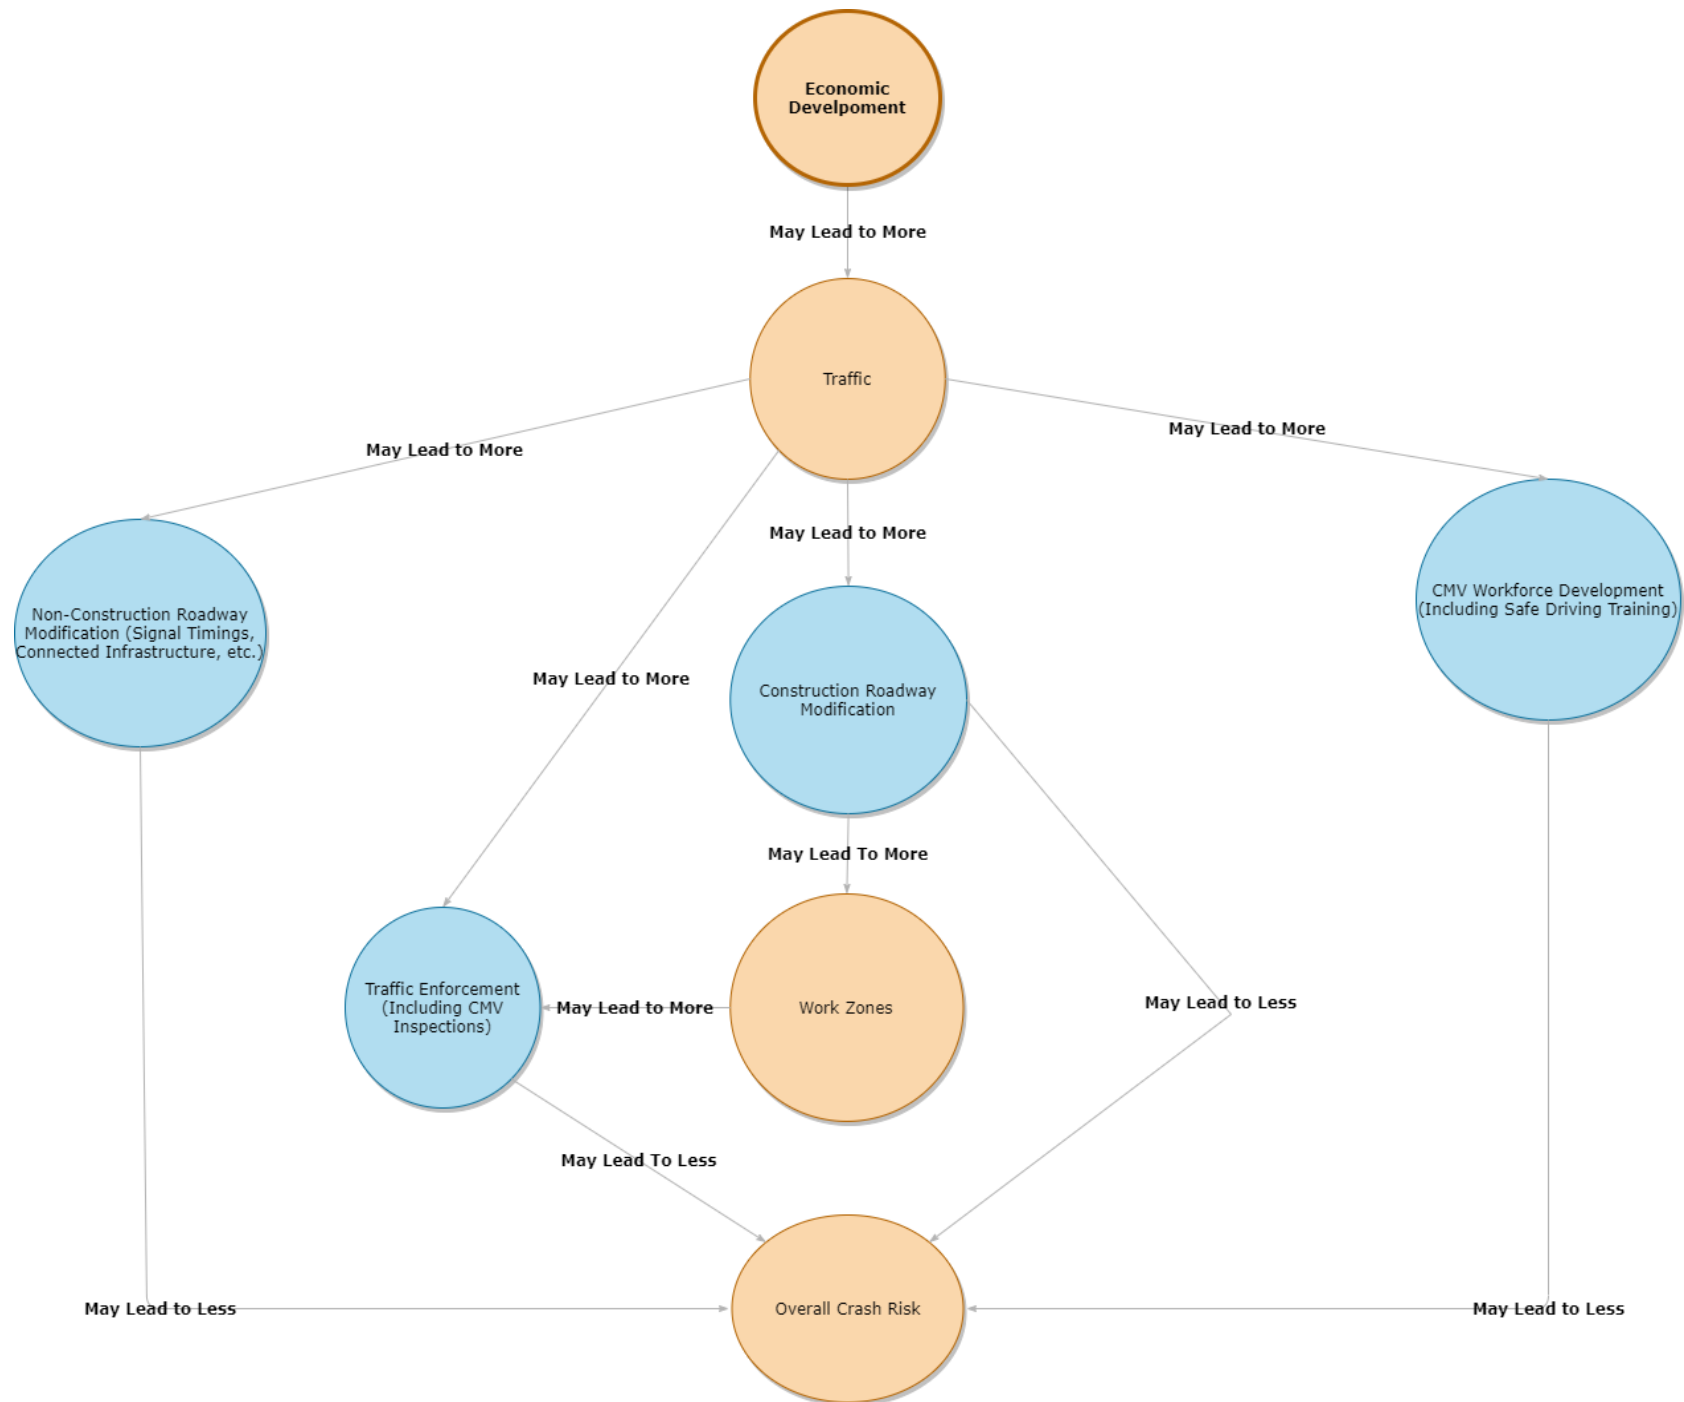 Economic
Develpoment
May Lead to More
Traffic
May Lead to More
May Lead to More
May Lead to More
May Lead to More
Non-Construction Roadway
Modification (Signal Timings,
Connected Infrastructure, etc.)
CMV Workforce Development
(Including Safe Driving Training)
Construction Roadway
Modification
May Lead To More
Traffic Enforcement
(Including CMV
Inspections)
May Lead to More
Work Zones
May Lead to Less
May Lead To Less
May Lead to Less
Overall Crash Risk
May Lead to Less